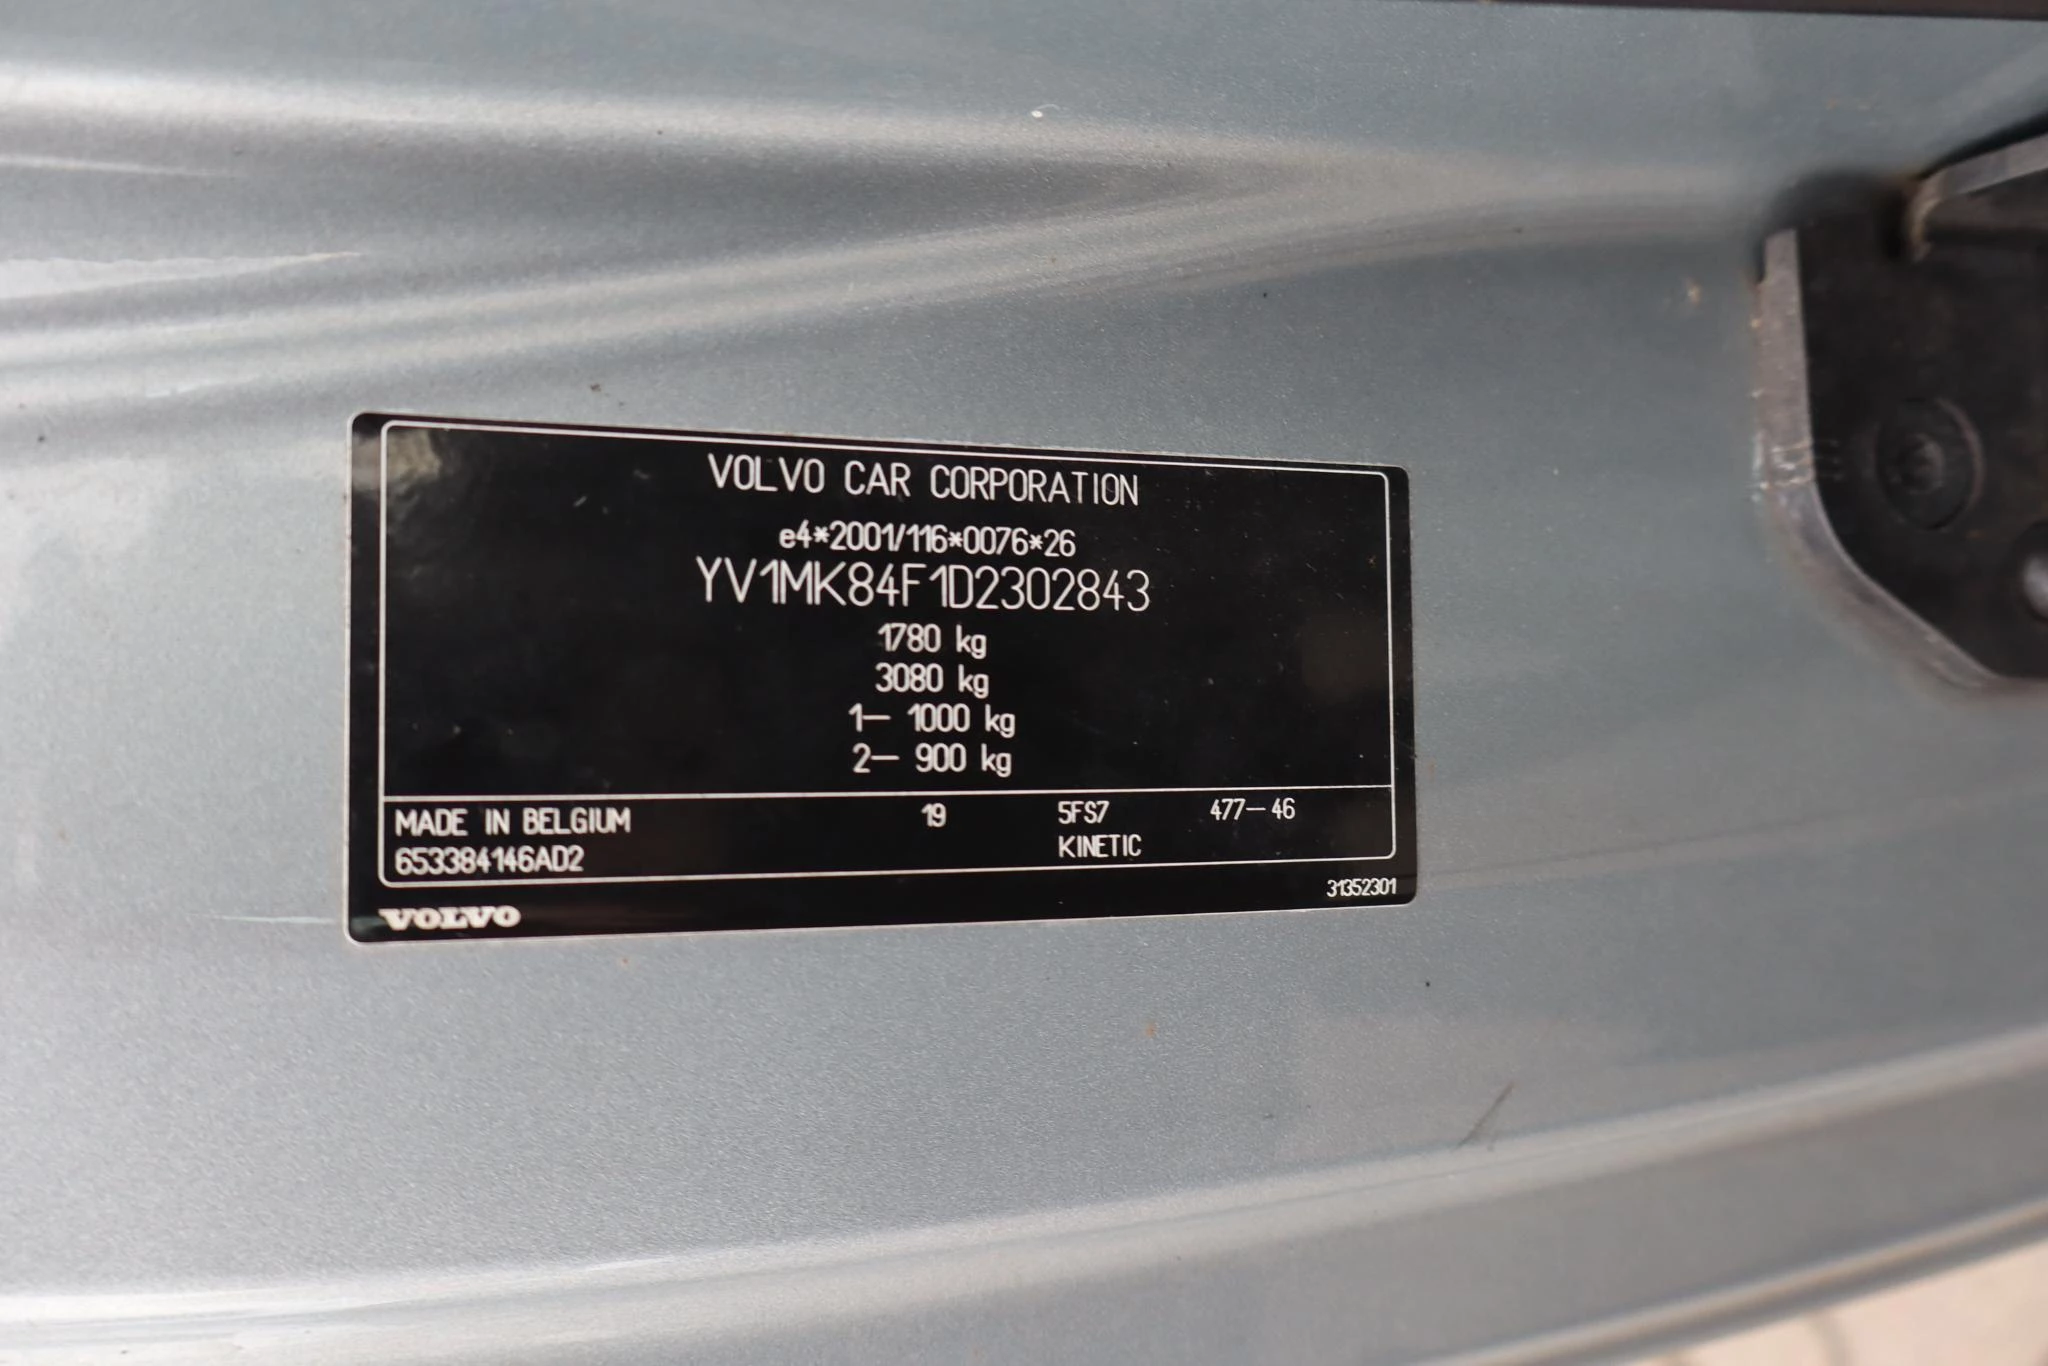 VOLVO CAR CORPORATION
e4*2001/116*0076*26
YV1MK84F1D2302843
1780 kg
3080 kg
1– 1000 kg
2– 900 kg
MADE IN BELGIUM 19 5FS7 477–46
653384146AD2 KINETIC
31352301
VOLVO